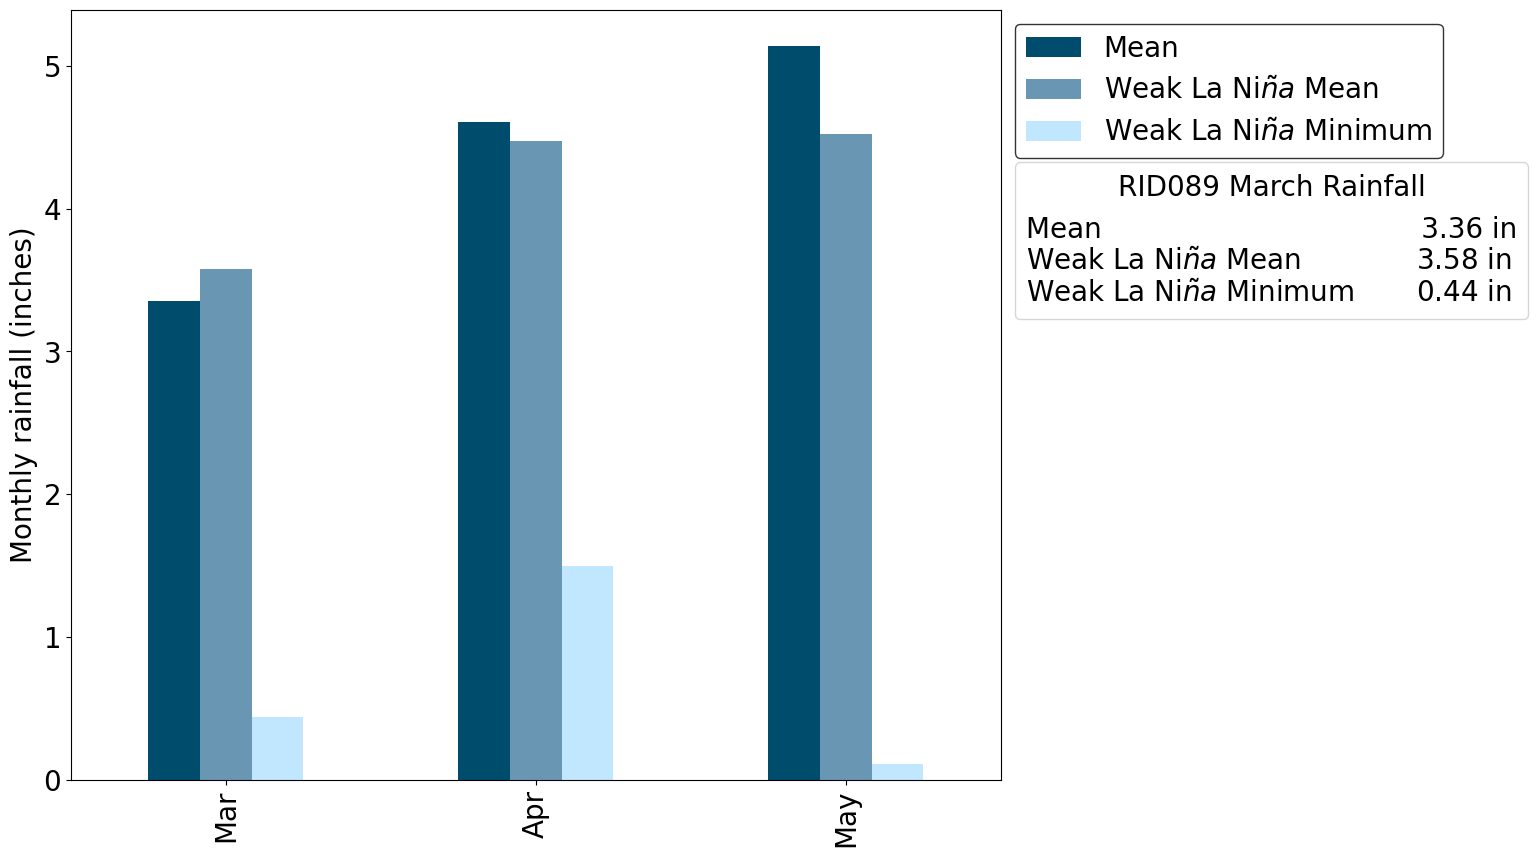 Monthly rainfall (inches)
5
4
3
2
1
0
Mar
Apr
May
Mean
Weak La Niña Mean
Weak La Niña Minimum
RID089 March Rainfall
Mean 3.36 in
Weak La Niña Mean 3.58 in
Weak La Niña Minimum 0.44 in